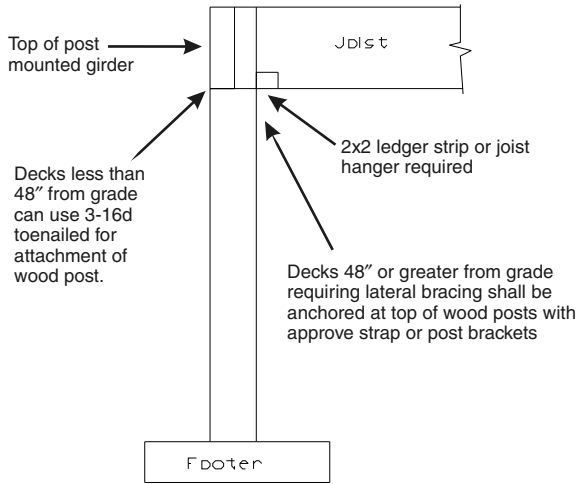 Top of post
mounted girder
Joist
2x2 ledger strip or joist
hanger required
Decks less than
48″ from grade
can use 3-16d
toenailed for
attachment of
wood post.
Decks 48″ or greater from grade
requiring lateral bracing shall be
anchored at top of wood posts with
approve strap or post brackets
Footer